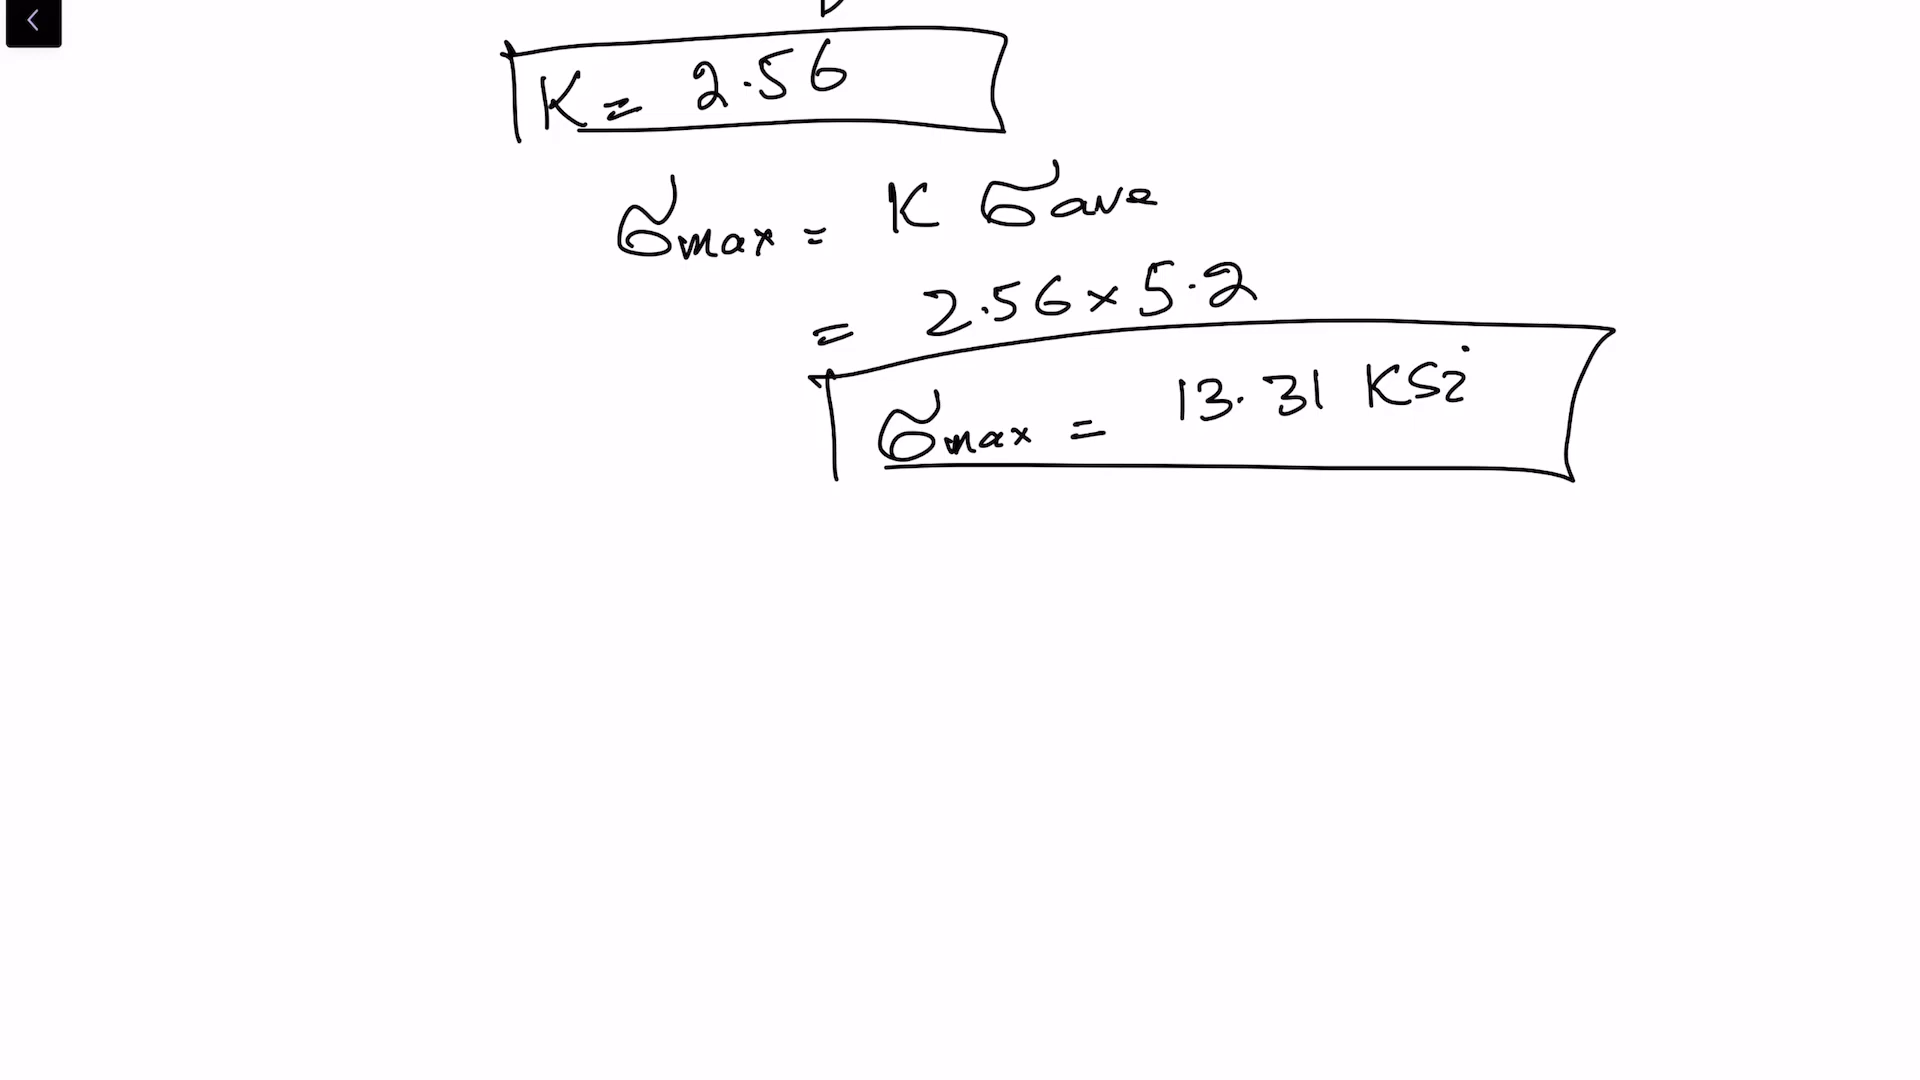 K = 2.56
σmax = K σave
= 2.56 × 5.2
σmax = 13.31 KSi